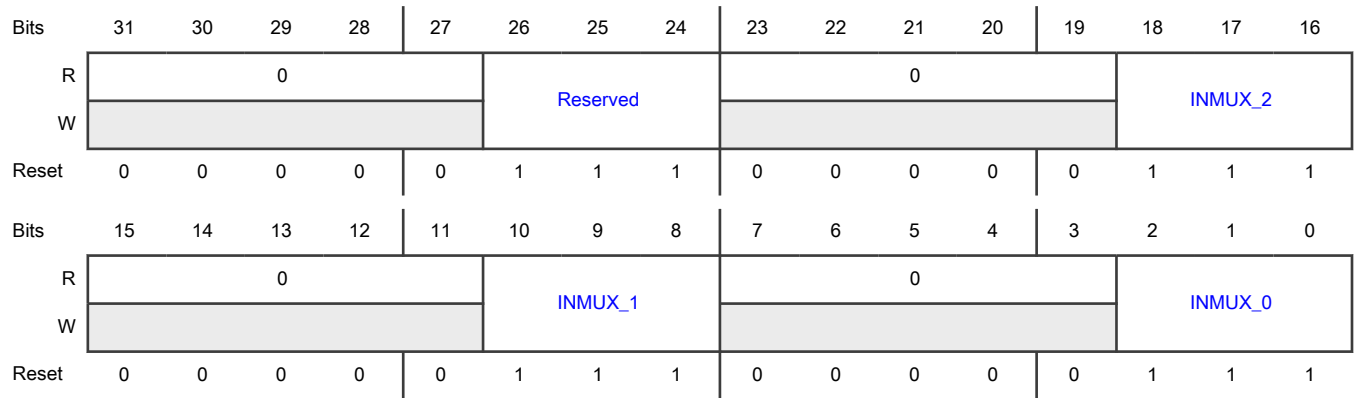 Bits 31 30 29 28 27 26 25 24 23 22 21 20 19 18 17 16
R 0 Reserved 0 INMUX_2
W
Reset 0 0 0 0 0 1 1 1 0 0 0 0 0 1 1 1
Bits 15 14 13 12 11 10 9 8 7 6 5 4 3 2 1 0
R 0 INMUX_1 0 INMUX_0
W
Reset 0 0 0 0 0 1 1 1 0 0 0 0 0 1 1 1